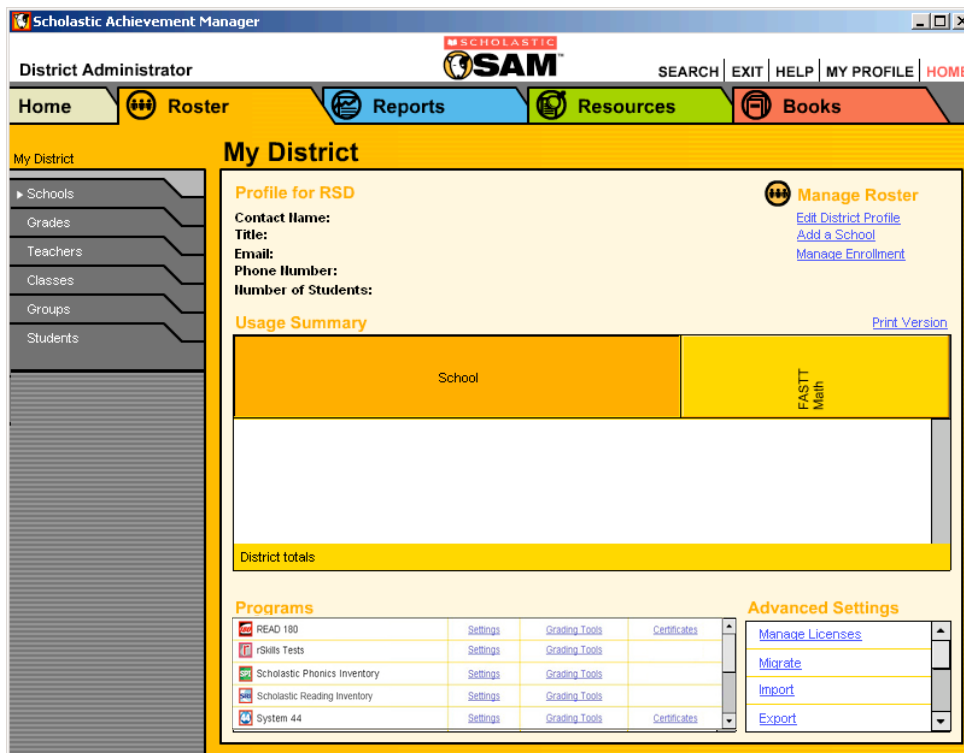 Scholastic Achievement Manager
District Administrator
SCHOLASTIC
SAM™
SEARCH EXIT HELP MY PROFILE HOME
Home Roster Reports Resources Books
My District
My District
Schools
Grades
Teachers
Classes
Groups
Students
Profile for RSD
Contact Name:
Title:
Email:
Phone Number:
Number of Students:
Manage Roster
Edit District Profile
Add a School
Manage Enrollment
Usage Summary
Print Version
School
FASTT
Math
District totals
Programs
READ 180 Settings Grading Tools Certificates
rSkills Tests Settings Grading Tools
Scholastic Phonics Inventory Settings Grading Tools
Scholastic Reading Inventory Settings Grading Tools
System 44 Settings Grading Tools Certificates
Advanced Settings
Manage Licenses
Migrate
Import
Export